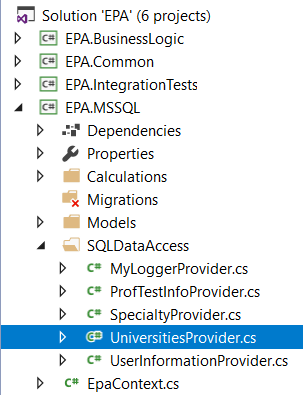 Solution 'EPA' (6 projects)
C# EPA.BusinessLogic
C# EPA.Common
C# EPA.IntegrationTests
C# EPA.MSSQL
Dependencies
Properties
Calculations
Migrations
Models
SQLDataAccess
C# MyLoggerProvider.cs
C# ProfTestInfoProvider.cs
C# SpecialtyProvider.cs
C# UniversitiesProvider.cs
C# UserInformationProvider.cs
C# EpaContext.cs